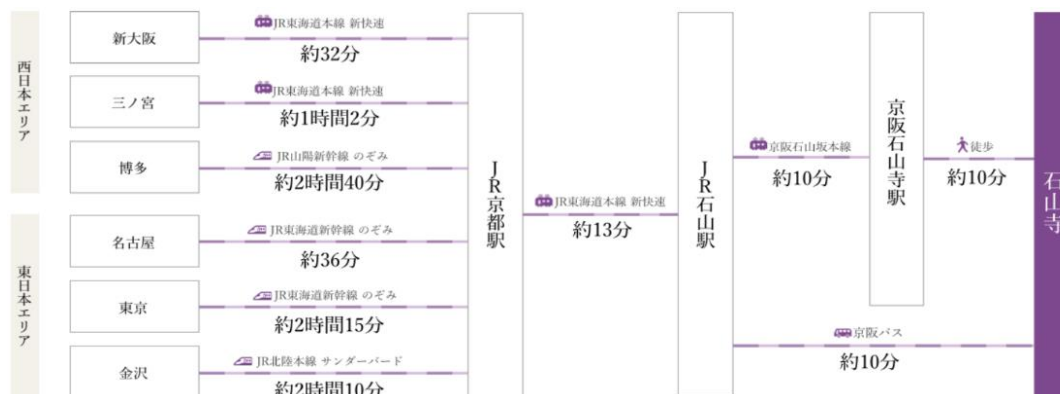 西日本エリア
新大阪
JR東海道本線 新快速
約32分
三ノ宮
JR東海道本線 新快速
約1時間2分
博多
JR山陽新幹線 のぞみ
約2時間40分
東日本エリア
名古屋
JR東海道新幹線 のぞみ
約36分
東京
JR東海道新幹線 のぞみ
約2時間15分
金沢
JR北陸本線 サンダーバード
約2時間10分
JR京都駅
JR東海道本線 新快速
約13分
JR石山駅
京阪石山坂本線
約10分
京阪石山寺駅
徒歩
約10分
京阪バス
約10分
石山寺